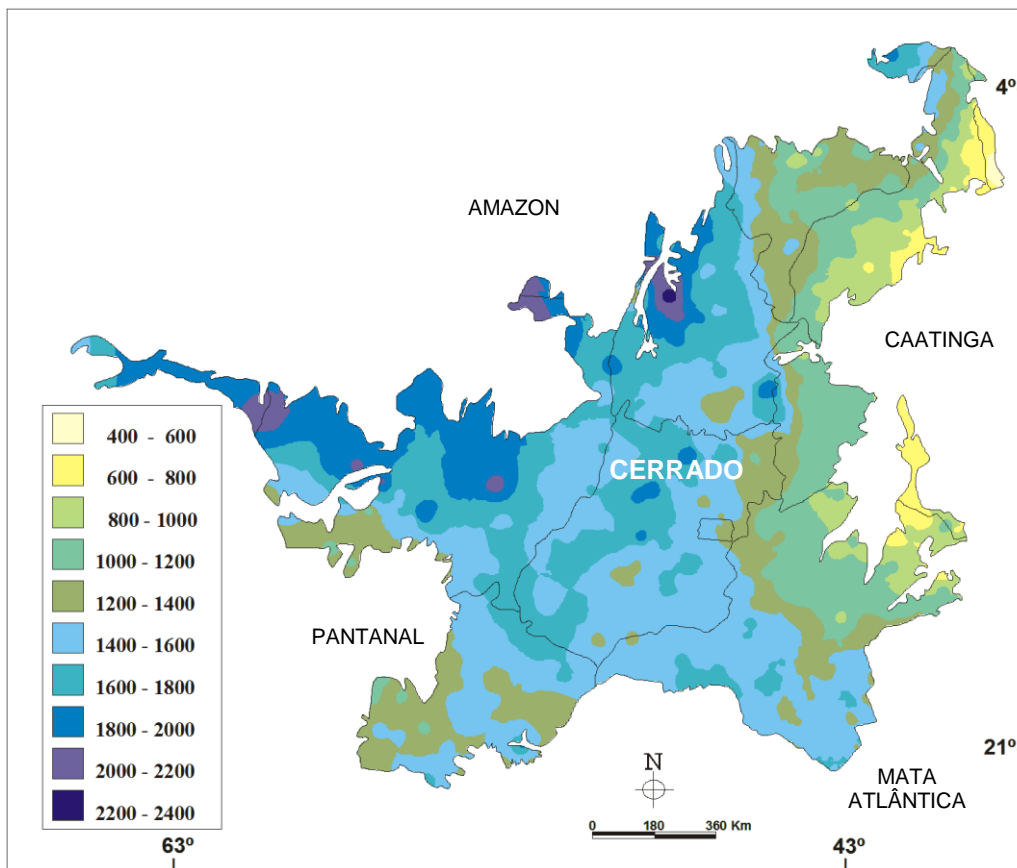 4º
AMAZON
CAATINGA
CERRADO
400 - 600
600 - 800
800 - 1000
1000 - 1200
1200 - 1400
1400 - 1600
1600 - 1800
1800 - 2000
2000 - 2200
2200 - 2400
PANTANAL
N
21º
MATA
ATLÂNTICA
0 180 360 Km
63º
43º